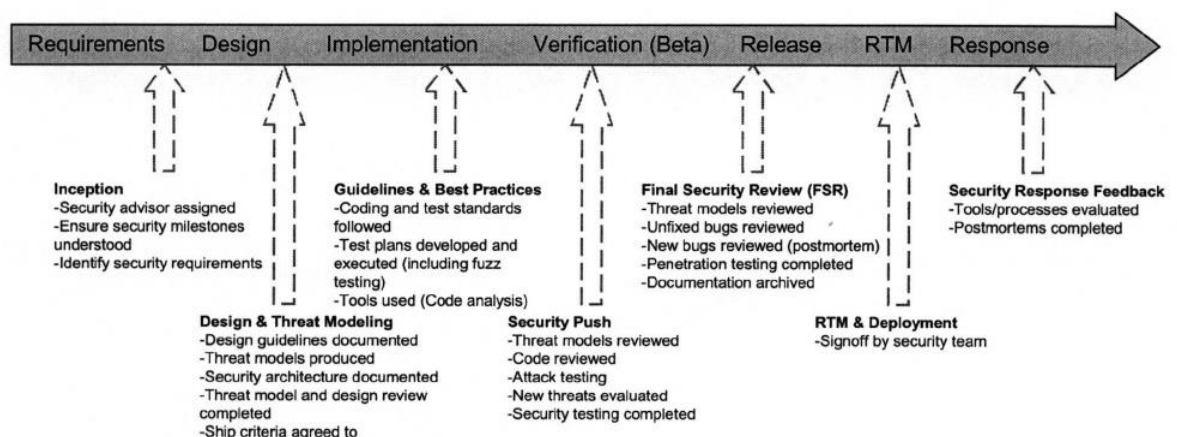 Requirements Design Implementation Verification (Beta) Release RTM Response
Inception
-Security advisor assigned
-Ensure security milestones
understood
-Identify security requirements
Guidelines & Best Practices
-Coding and test standards
followed
-Test plans developed and
executed (including fuzz
testing)
-Tools used (Code analysis)
Final Security Review (FSR)
-Threat models reviewed
-Unfixed bugs reviewed
-New bugs reviewed (postmortem)
-Penetration testing completed
-Documentation archived
Security Response Feedback
-Tools/processes evaluated
-Postmortems completed
Design & Threat Modeling
-Design guidelines documented
-Threat models produced
-Security architecture documented
-Threat model and design review
completed
-Ship criteria agreed to
Security Push
-Threat models reviewed
-Code reviewed
-Attack testing
-New threats evaluated
-Security testing completed
RTM & Deployment
-Signoff by security team